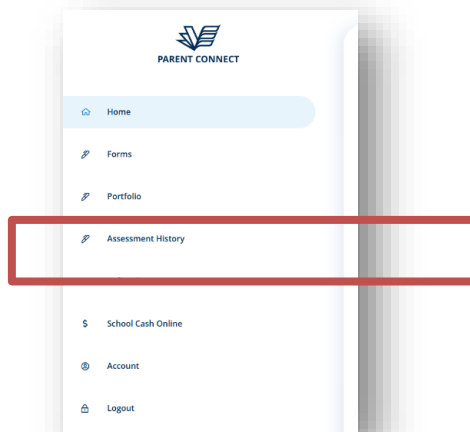 PARENT CONNECT
Home
Forms
Portfolio
Assessment History
$ School Cash Online
Account
Logout